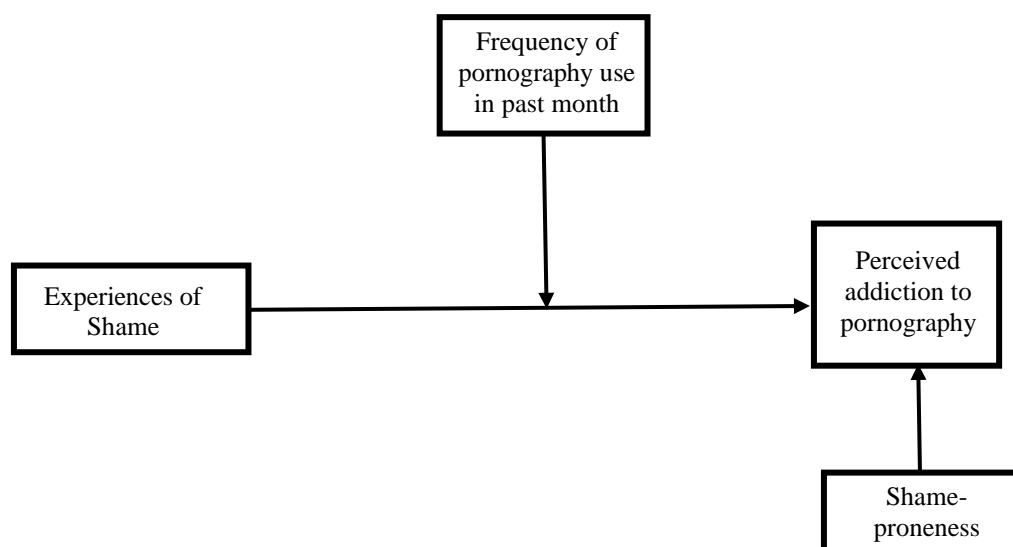 Frequency of
pornography use
in past month
Experiences of
Shame
Perceived
addiction to
pornography
Shame-
proneness